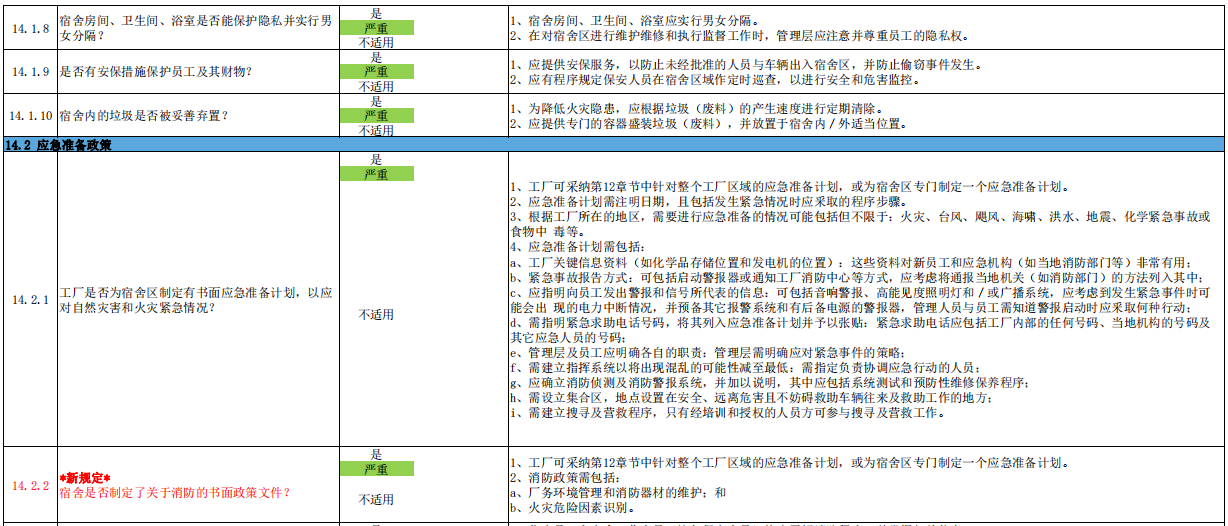 14.1.8
宿舍房间、卫生间、浴室是否能保护隐私并实行男
女分隔？
是
严重
不适用
1、宿舍房间、卫生间、浴室应实行男女分隔。
2、在对宿舍区进行维护维修和执行监督工作时，管理层应注意并尊重员工的隐私权。
14.1.9
是否有安保措施保护员工及其财物？
是
严重
不适用
1、应提供安保服务，以防止未经批准的人员与车辆出入宿舍区，并防止偷窃事件发生。
2、应有程序规定保安人员在宿舍区域作定时巡查，以进行安全和危害监控。
14.1.10
宿舍内的垃圾是否被妥善弃置？
是
严重
不适用
1、为降低火灾隐患，应根据垃圾（废料）的产生速度进行定期清除。
2、应提供专门的容器盛装垃圾（废料），并放置于宿舍内／外适当位置。
14.2 应急准备政策
14.2.1
工厂是否为宿舍区制定有书面应急准备计划，以应
对自然灾害和火灾紧急情况？
是
严重
不适用
1、工厂可采纳第12章节中针对整个工厂区域的应急准备计划，或为宿舍区专门制定一个应急准备计划。
2、应急准备计划需注明日期，且包括发生紧急情况时应采取的程序步骤。
3、根据工厂所在的地区，需要进行应急准备的情况可能包括但不限于：火灾、台风、飓风、海啸、洪水、地震、化学紧急事故或
食物中 毒等。
4、应急准备计划需包括：
a、工厂关键信息资料（如化学品存储位置和发电机的位置）：这些资料对新员工和应急机构（如当地消防部门等）非常有用；
b、紧急事故报告方式：可包括启动警报器或通知工厂消防中心等方式，应考虑将通报当地机关（如消防部门）的方法列入其中；
c、应指明向员工发出警报和信号所代表的信息：可包括音响警报、高能见度照明灯和／或广播系统，应考虑到发生紧急事件时可
能会出 现的电力中断情况，并预备其它报警系统和有后备电源的警报器，管理人员与员工需知道警报启动时应采取何种行动；
d、需指明紧急求助电话号码，将其列入应急准备计划并予以张贴：紧急求助电话应包括工厂内部的任何号码、当地机构的号码及
其它应急人员的号码；
e、管理层及员工应明确各自的职责：管理层需明确应对紧急事件的策略；
f、需建立指挥系统以将出现混乱的可能性减至最低：需指定负责协调应急行动的人员；
g、应确立消防侦测及消防警报系统，并加以说明，其中应包括系统测试和预防性维修保养程序；
h、需设立集合区，地点设置在安全、远离危害且不妨碍救助车辆往来及救助工作的地方；
i、需建立搜寻及营救程序，只有经培训和授权的人员方可参与搜寻及营救工作。
14.2.2
*新规定*
宿舍是否制定了关于消防的书面政策文件？
是
严重
不适用
1、工厂可采纳第12章节中针对整个工厂区域的应急准备计划，或为宿舍区专门制定一个应急准备计划。
2、消防政策需包括：
a、厂务环境管理和消防器材的维护；和
b、火灾危险因素识别。